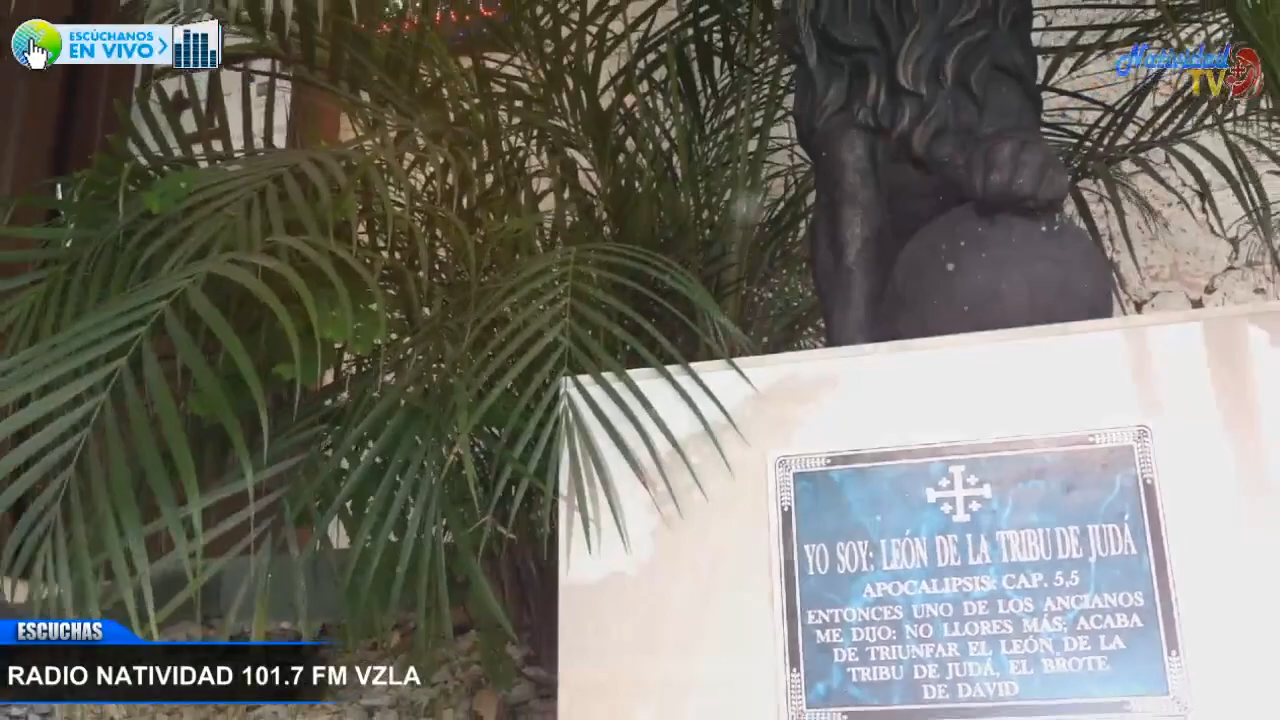 ESCÚCHANOS
EN VIVO
Natividad
TV
YO SOY: LEÓN DE LA TRIBU DE JUDÁ
APOCALIPSIS: CAP. 5,5
ENTONCES UNO DE LOS ANCIANOS
ME DIJO: NO LLORES MÁS; ACABA
DE TRIUNFAR EL LEÓN DE LA
TRIBU DE JUDÁ, EL BROTE
DE DAVID
ESCUCHAS
RADIO NATIVIDAD 101.7 FM VZLA